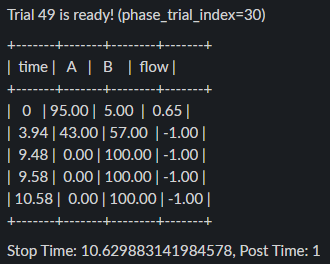 Trial 49 is ready! (phase_trial_index=30)
+-------+-------+-------+-------+
| time | A | B | flow |
+-------+-------+-------+-------+
| 0 | 95.00 | 5.00 | 0.65 |
| 3.94 | 43.00 | 57.00 | -1.00 |
| 9.48 | 0.00 | 100.00 | -1.00 |
| 9.58 | 0.00 | 100.00 | -1.00 |
| 10.58 | 0.00 | 100.00 | -1.00 |
+-------+-------+-------+-------+
Stop Time: 10.629883141984578, Post Time: 1